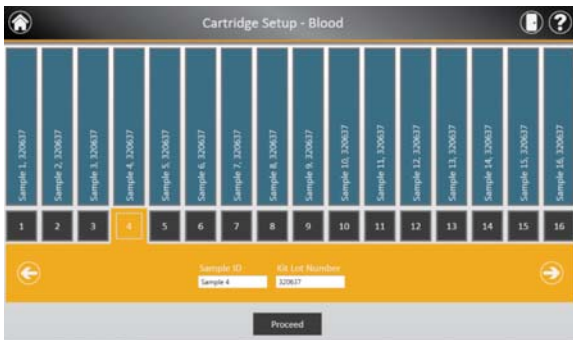 Cartridge Setup - Blood
?
Sample 1, 320637
Sample 2, 320637
Sample 3, 320637
Sample 4, 320637
Sample 5, 320637
Sample 6, 320637
Sample 7, 320637
Sample 8, 320637
Sample 9, 320637
Sample 10, 320637
Sample 11, 320637
Sample 12, 320637
Sample 13, 320637
Sample 14, 320637
Sample 15, 320637
Sample 16, 320637
1 2 3 4 5 6 7 8 9 10 11 12 13 14 15 16
Sample ID Kit Lot Number
Sample 4 320637
Proceed